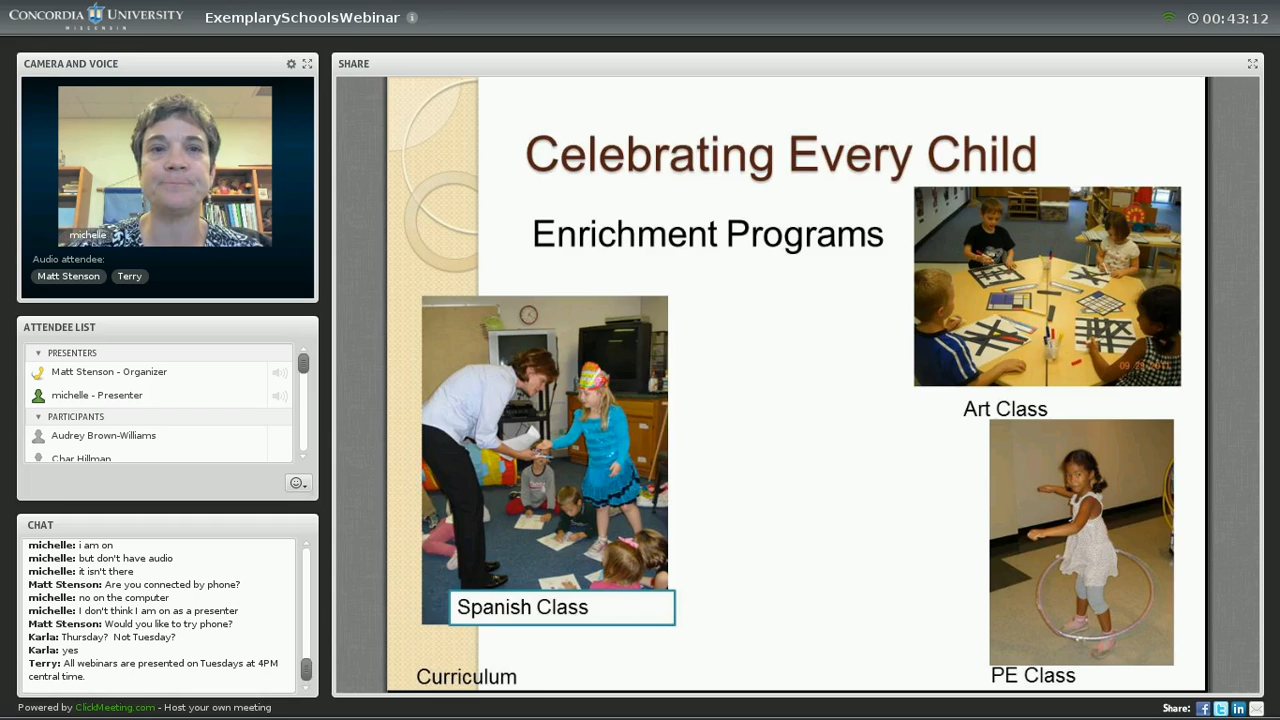 CONCORDIA UNIVERSITY
WISCONSIN
ExemplarySchoolsWebinar
00:43:12
CAMERA AND VOICE
michelle
Audio attendee:
Matt Stenson Terry
ATTENDEE LIST
PRESENTERS
Matt Stenson - Organizer
michelle - Presenter
PARTICIPANTS
Audrey Brown-Williams
Char Hillman
CHAT
michelle: i am on
michelle: but don't have audio
michelle: it isn't there
Matt Stenson: Are you connected by phone?
michelle: no on the computer
michelle: I don't think I am on as a presenter
Matt Stenson: Would you like to try phone?
Karla: Thursday? Not Tuesday?
Karla: yes
Terry: All webinars are presented on Tuesdays at 4PM
central time.
SHARE
Celebrating Every Child
Enrichment Programs
Art Class
Spanish Class
Curriculum
PE Class
Powered by ClickMeeting.com - Host your own meeting
Share: